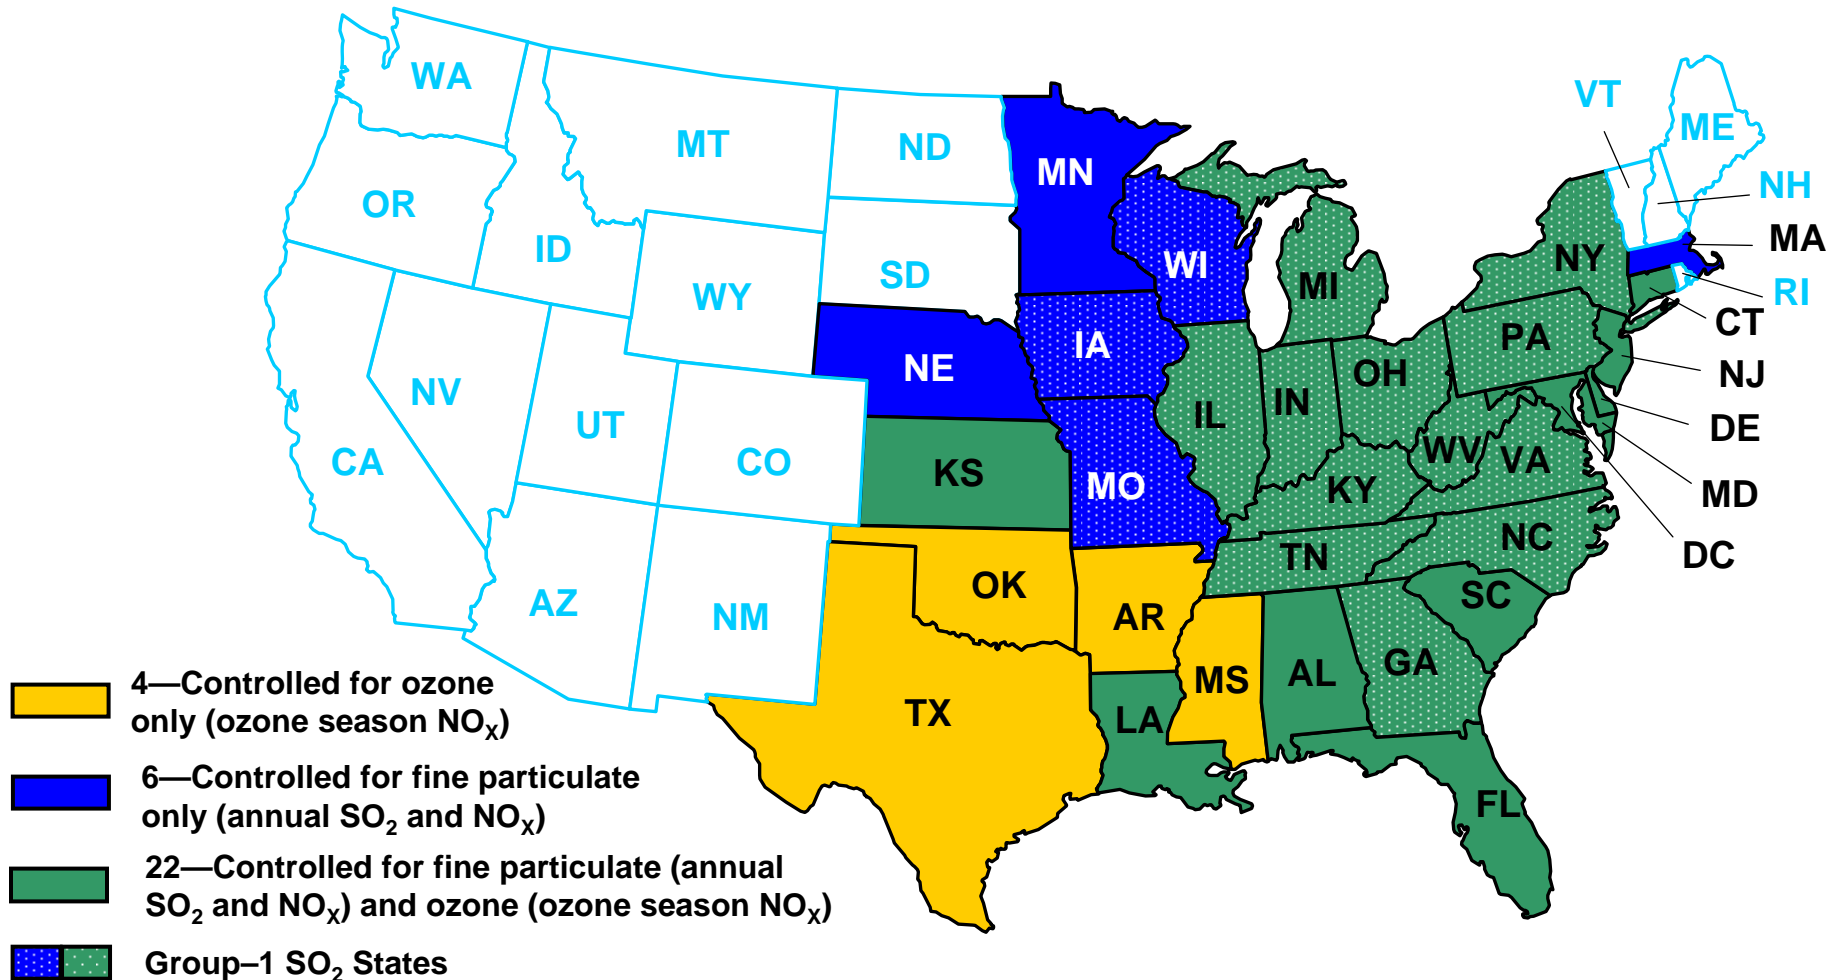 WA
MT
ND
MN
VT
ME
OR
ID
WY
SD
WI
MI
NY
NH
MA
RI
CT
NJ
DE
MD
DC
NE
IA
PA
NV
UT
CO
CA
KS
MO
IL
IN
OH
WV
VA
KY
NC
TN
SC
AZ
NM
OK
AR
TX
LA
MS
AL
GA
FL
4—Controlled for ozone
only (ozone season NOX)
6—Controlled for fine particulate
only (annual SO2 and NOX)
22—Controlled for fine particulate (annual
SO2 and NOX) and ozone (ozone season NOX)
Group–1 SO2 States